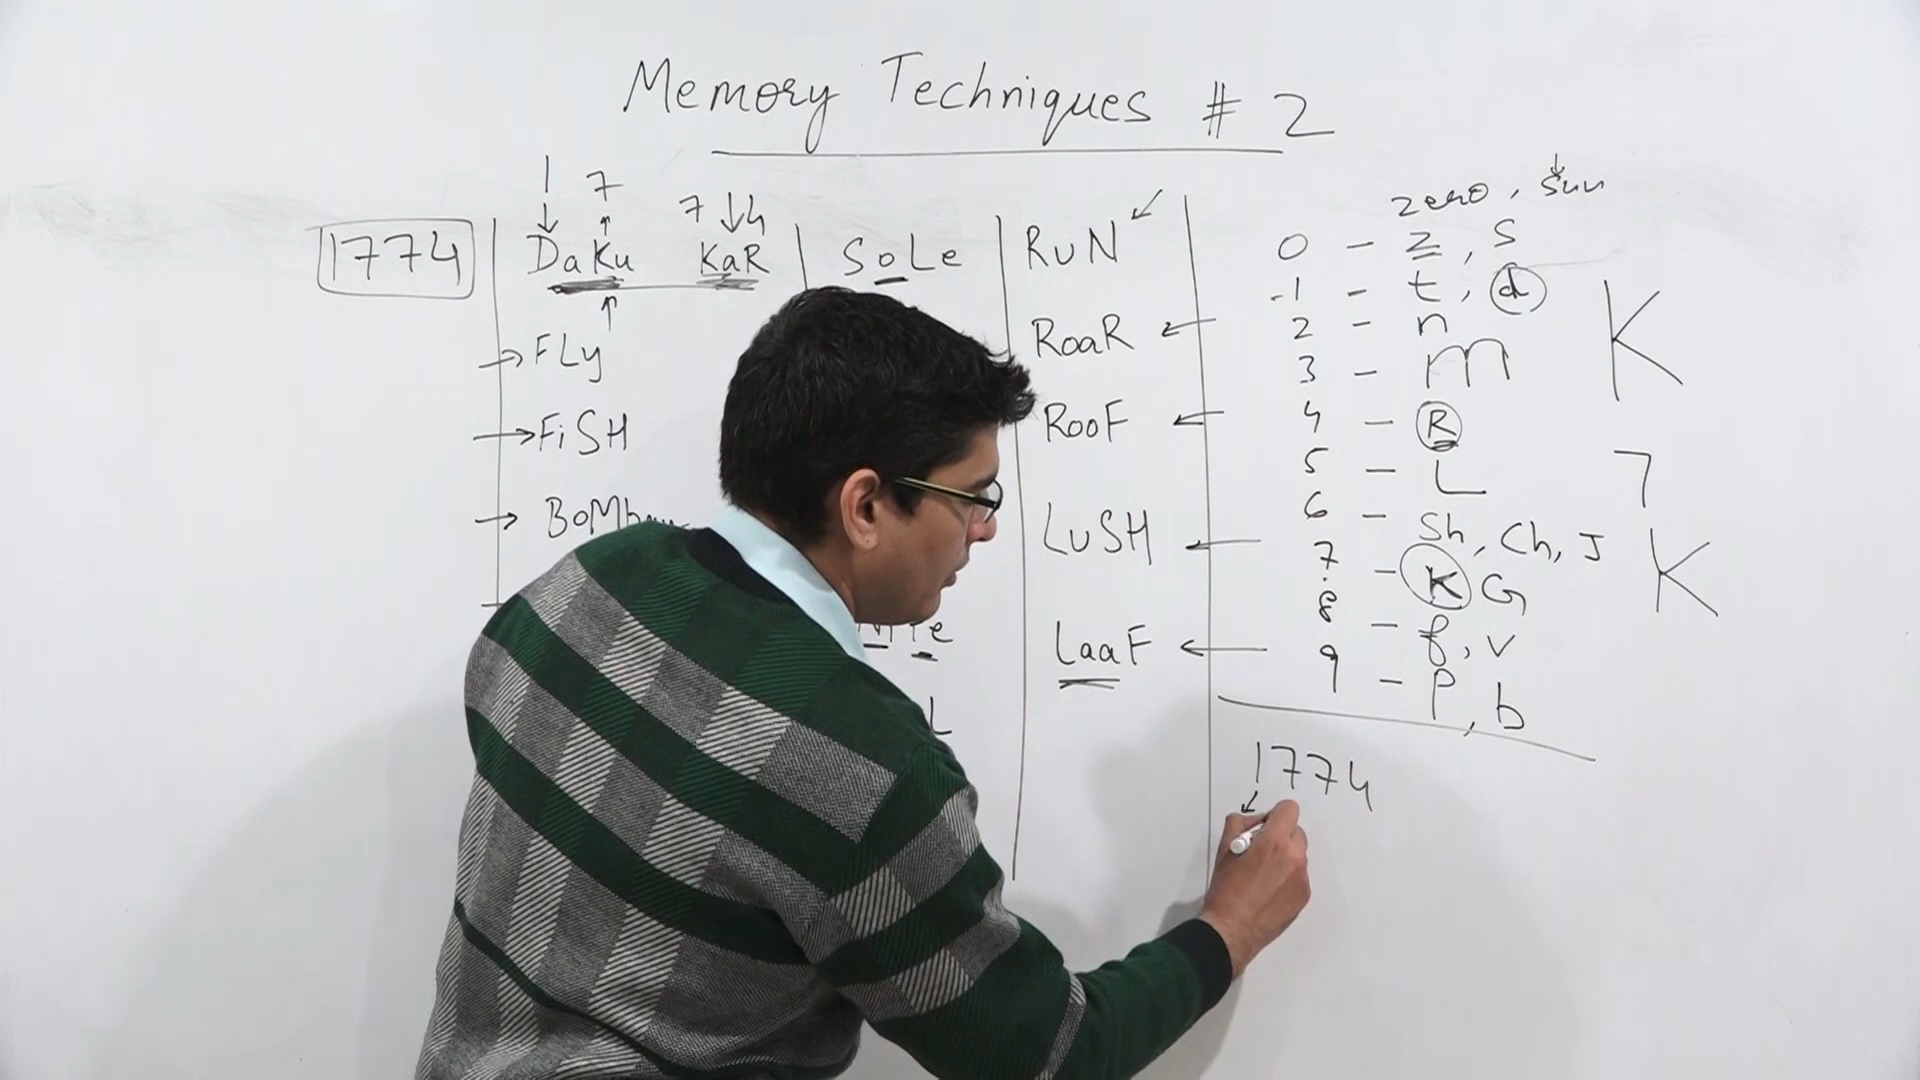 Memory Techniques # 2
1 7 7 4
1774 DaKu KaR SoLe RuN
FLy RoaR
FiSH RooF
LuSH
LaaF
zero, sun
0 - z, s
1 - t, d
2 - n
3 - m
4 - R
5 - L
6 - Sh, Ch, J
7 - K G
8 - f, v
9 - p, b
K
7
K
1774